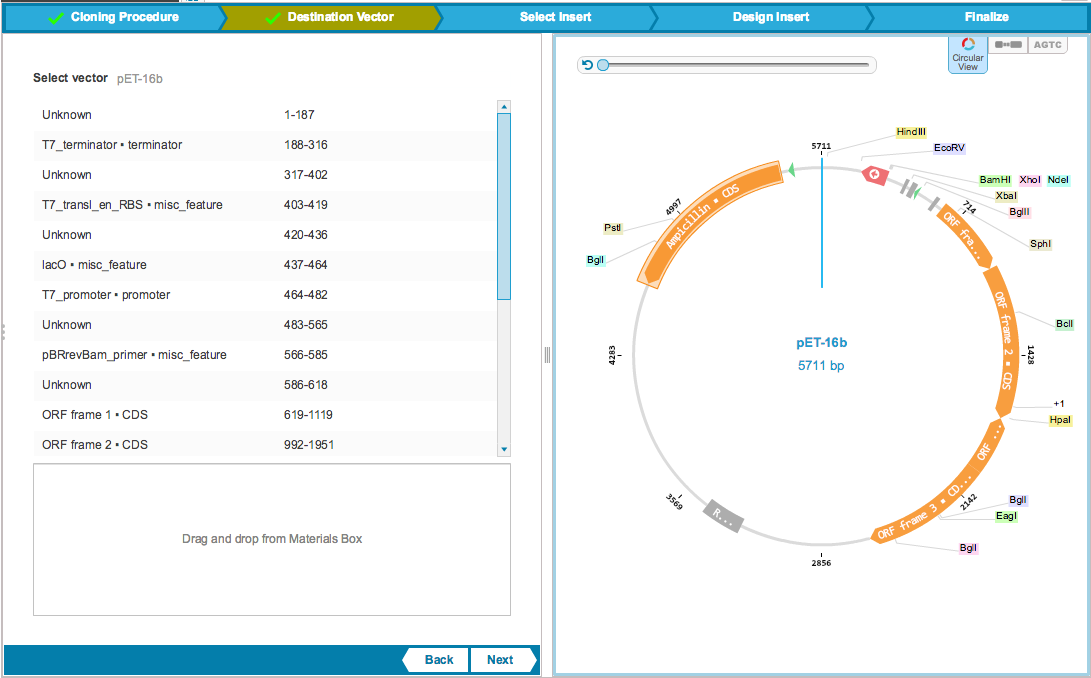 Cloning Procedure
Destination Vector
Select Insert
Design Insert
Finalize
Select vector pET-16b
Unknown 1-187
T7_terminator • terminator 188-316
Unknown 317-402
T7_transl_en_RBS • misc_feature 403-419
Unknown 420-436
lacO • misc_feature 437-464
T7_promoter • promoter 464-482
Unknown 483-565
pBRrevBam_primer • misc_feature 566-585
Unknown 586-618
ORF frame 1 • CDS 619-1119
ORF frame 2 • CDS 992-1951
Drag and drop from Materials Box
Back
Next
Circular View
AGTC
5711
HindIII
EcoRV
BamHI XhoI NdeI
XbaI
BglII
714
SphI
ORF fra...
BclI
ORF frame 2 • CDS
1428
+1
HpaI
ORF ...
2142
BglI
EagI
ORF frame 3 • CD...
BglI
2856
R...
3569
4283
BglI
PstI
4997
Ampicillin • CDS
pET-16b
5711 bp